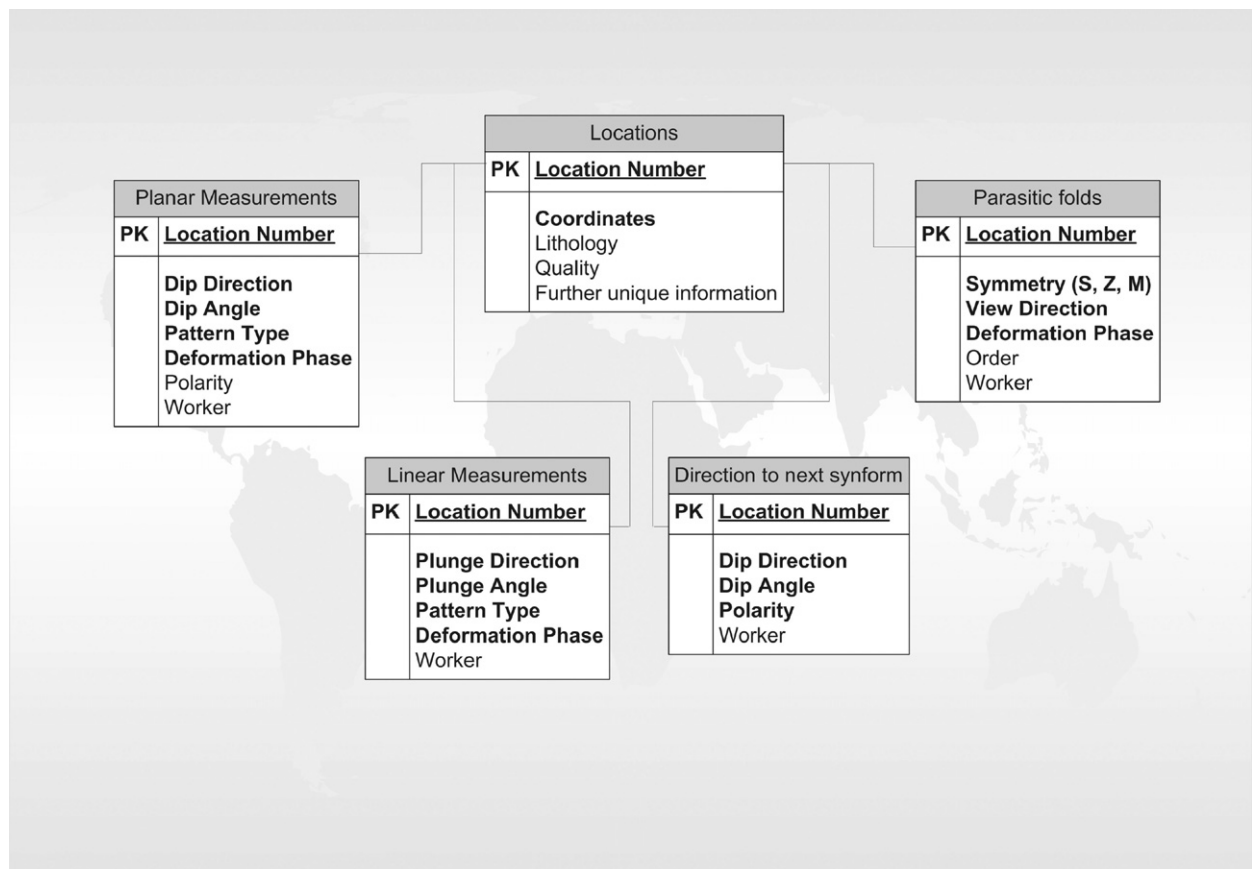 Locations
PK Location Number
Coordinates
Lithology
Quality
Further unique information
Planar Measurements
PK Location Number
Dip Direction
Dip Angle
Pattern Type
Deformation Phase
Polarity
Worker
Parasitic folds
PK Location Number
Symmetry (S, Z, M)
View Direction
Deformation Phase
Order
Worker
Linear Measurements
PK Location Number
Plunge Direction
Plunge Angle
Pattern Type
Deformation Phase
Worker
Direction to next synform
PK Location Number
Dip Direction
Dip Angle
Polarity
Worker